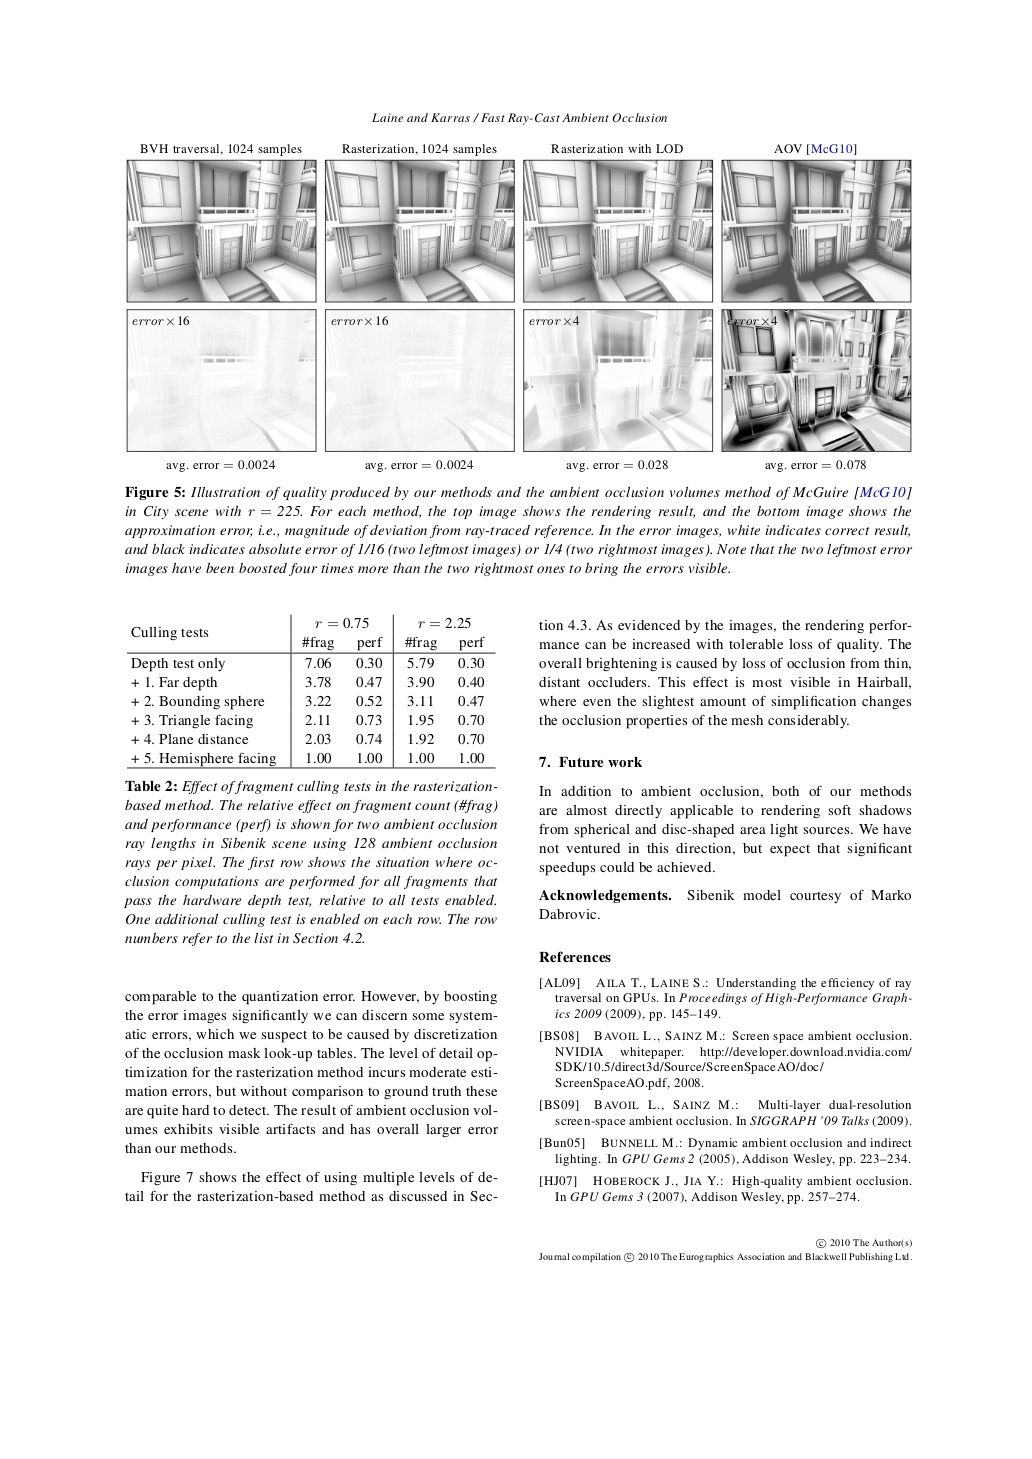 Laine and Karras / Fast Ray-Cast Ambient Occlusion
BVH traversal, 1024 samples
Rasterization, 1024 samples
Rasterization with LOD
AOV [McG10]
error×16
error×16
error×4
error×4
avg. error = 0.0024
avg. error = 0.0024
avg. error = 0.028
avg. error = 0.078
Figure 5: Illustration of quality produced by our methods and the ambient occlusion volumes method of McGuire [McG10]
in City scene with r = 225. For each method, the top image shows the rendering result, and the bottom image shows the
approximation error, i.e., magnitude of deviation from ray-traced reference. In the error images, white indicates correct result,
and black indicates absolute error of 1/16 (two leftmost images) or 1/4 (two rightmost images). Note that the two leftmost error
images have been boosted four times more than the two rightmost ones to bring the errors visible.
Culling tests
r = 0.75 r = 2.25
#frag perf #frag perf
Depth test only 7.06 0.30 5.79 0.30
+ 1. Far depth 3.78 0.47 3.90 0.40
+ 2. Bounding sphere 3.22 0.52 3.11 0.47
+ 3. Triangle facing 2.11 0.73 1.95 0.70
+ 4. Plane distance 2.03 0.74 1.92 0.70
+ 5. Hemisphere facing 1.00 1.00 1.00 1.00
Table 2: Effect of fragment culling tests in the rasterization-
based method. The relative effect on fragment count (#frag)
and performance (perf) is shown for two ambient occlusion
ray lengths in Sibenik scene using 128 ambient occlusion
rays per pixel. The first row shows the situation where oc-
clusion computations are performed for all fragments that
pass the hardware depth test, relative to all tests enabled.
One additional culling test is enabled on each row. The row
numbers refer to the list in Section 4.2.
comparable to the quantization error. However, by boosting
the error images significantly we can discern some system-
atic errors, which we suspect to be caused by discretization
of the occlusion mask look-up tables. The level of detail op-
timization for the rasterization method incurs moderate esti-
mation errors, but without comparison to ground truth these
are quite hard to detect. The result of ambient occlusion vol-
umes exhibits visible artifacts and has overall larger error
than our methods.
Figure 7 shows the effect of using multiple levels of de-
tail for the rasterization-based method as discussed in Sec-
tion 4.3. As evidenced by the images, the rendering perfor-
mance can be increased with tolerable loss of quality. The
overall brightening is caused by loss of occlusion from thin,
distant occluders. This effect is most visible in Hairball,
where even the slightest amount of simplification changes
the occlusion properties of the mesh considerably.
7. Future work
In addition to ambient occlusion, both of our methods
are almost directly applicable to rendering soft shadows
from spherical and disc-shaped area light sources. We have
not ventured in this direction, but expect that significant
speedups could be achieved.
Acknowledgements. Sibenik model courtesy of Marko
Dabrovic.
References
[AL09] AILA T., LAINE S.: Understanding the efficiency of ray
traversal on GPUs. In Proceedings of High-Performance Graph-
ics 2009 (2009), pp. 145–149.
[BS08] BAVOIL L., SAINZ M.: Screen space ambient occlusion.
NVIDIA whitepaper. http://developer.download.nvidia.com/
SDK/10.5/direct3d/Source/ScreenSpaceAO/doc/
ScreenSpaceAO.pdf, 2008.
[BS09] BAVOIL L., SAINZ M.: Multi-layer dual-resolution
screen-space ambient occlusion. In SIGGRAPH '09 Talks (2009).
[Bun05] BUNNELL M.: Dynamic ambient occlusion and indirect
lighting. In GPU Gems 2 (2005), Addison Wesley, pp. 223–234.
[HJ07] HOBEROCK J., JIA Y.: High-quality ambient occlusion.
In GPU Gems 3 (2007), Addison Wesley, pp. 257–274.
© 2010 The Author(s)
Journal compilation © 2010 The Eurographics Association and Blackwell Publishing Ltd.